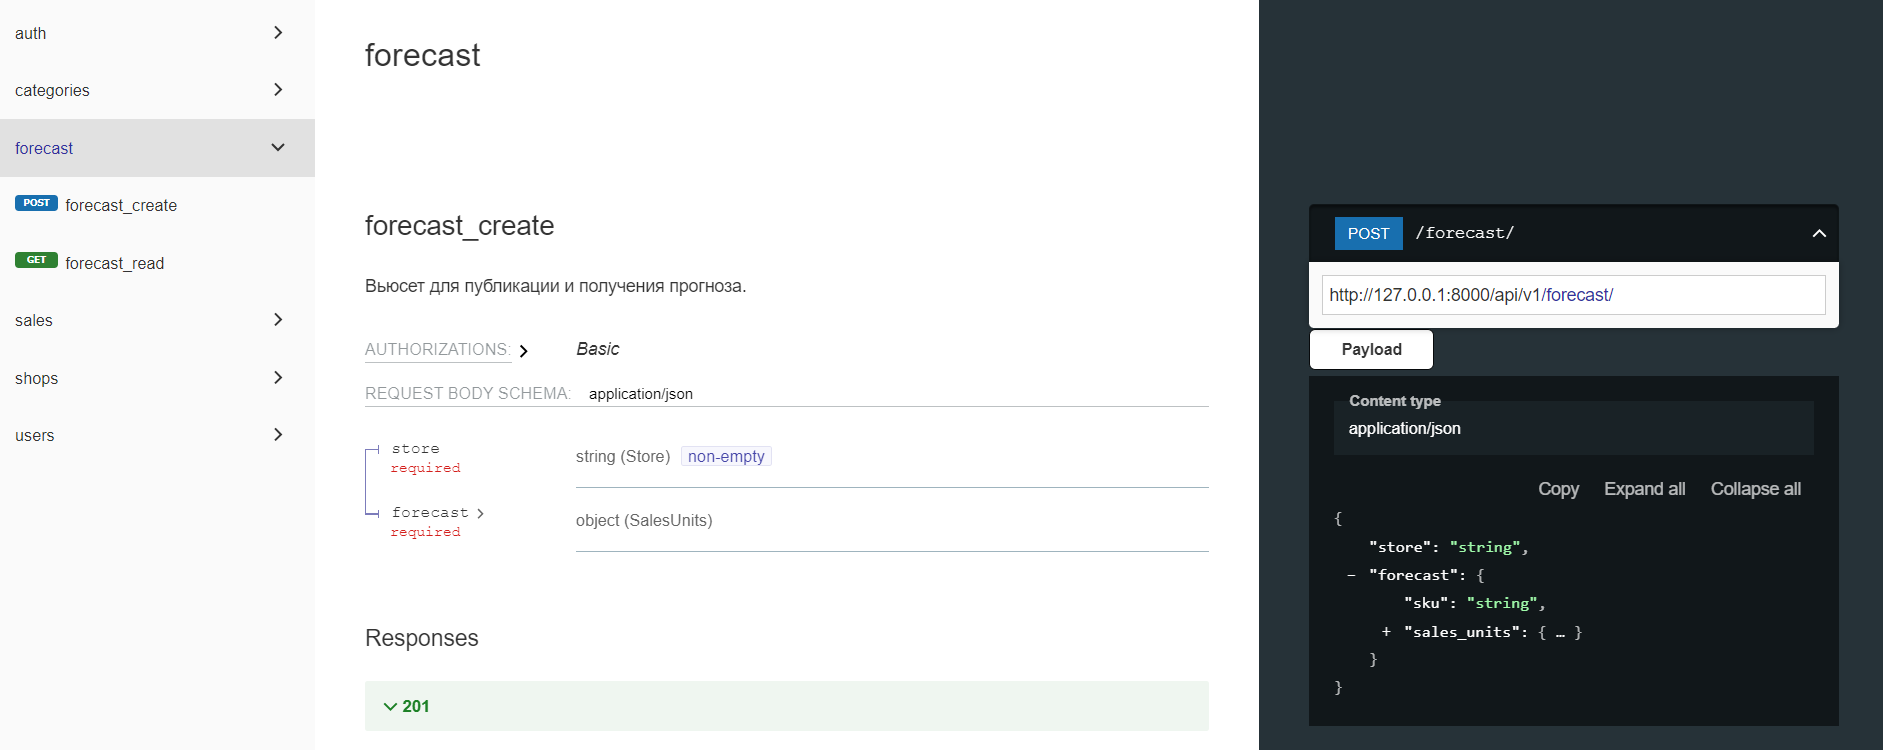 auth
categories
forecast
POST forecast_create
GET forecast_read
sales
shops
users
forecast
forecast_create
Вьюсет для публикации и получения прогноза.
AUTHORIZATIONS: Basic
REQUEST BODY SCHEMA: application/json
store
required
string (Store) non-empty
forecast
required
object (SalesUnits)
Responses
201
POST /forecast/
http://127.0.0.1:8000/api/v1/forecast/
Payload
Content type
application/json
Copy Expand all Collapse all
{
"store": "string",
– "forecast": {
"sku": "string",
+ "sales_units": { … }
}
}